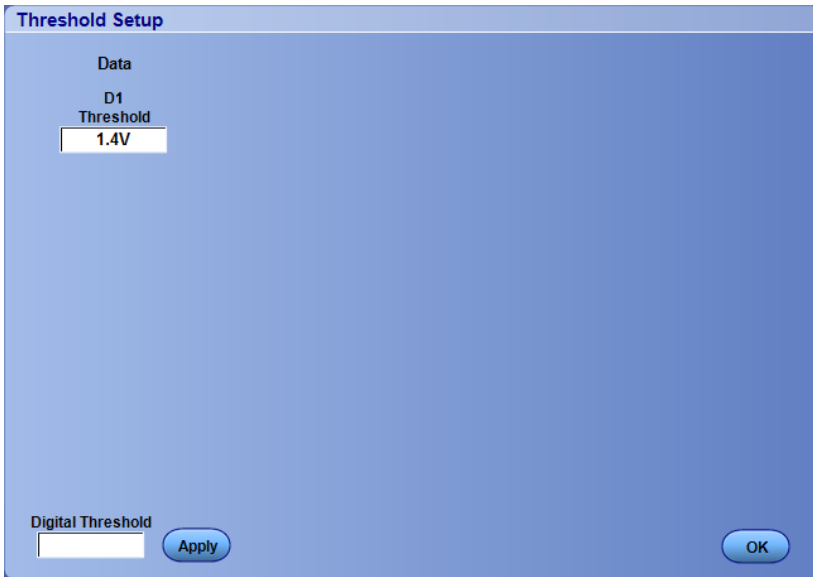 Threshold Setup
Data
D1
Threshold
1.4V
Digital Threshold
Apply
OK